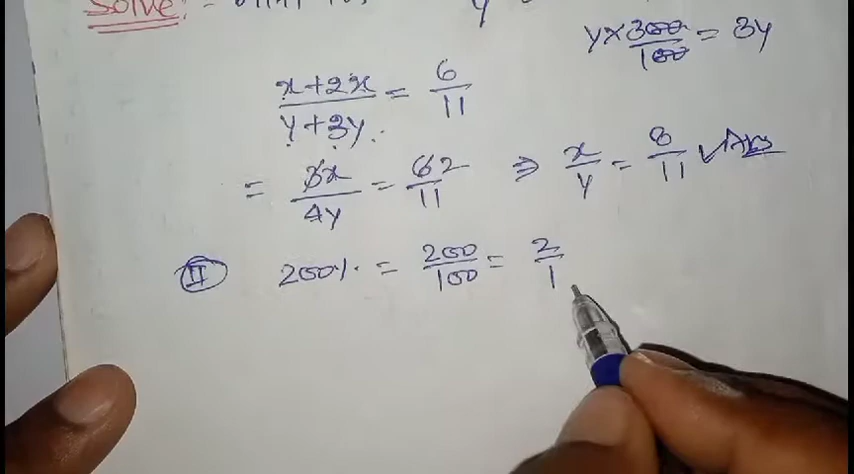 Solve:
y × 300/100 = 3y
x+2x/y+3y = 6/11
= 3x/4y = 62/11 ⇒ x/y = 8/11 ✓Ans
II 200% = 200/100 = 2/1